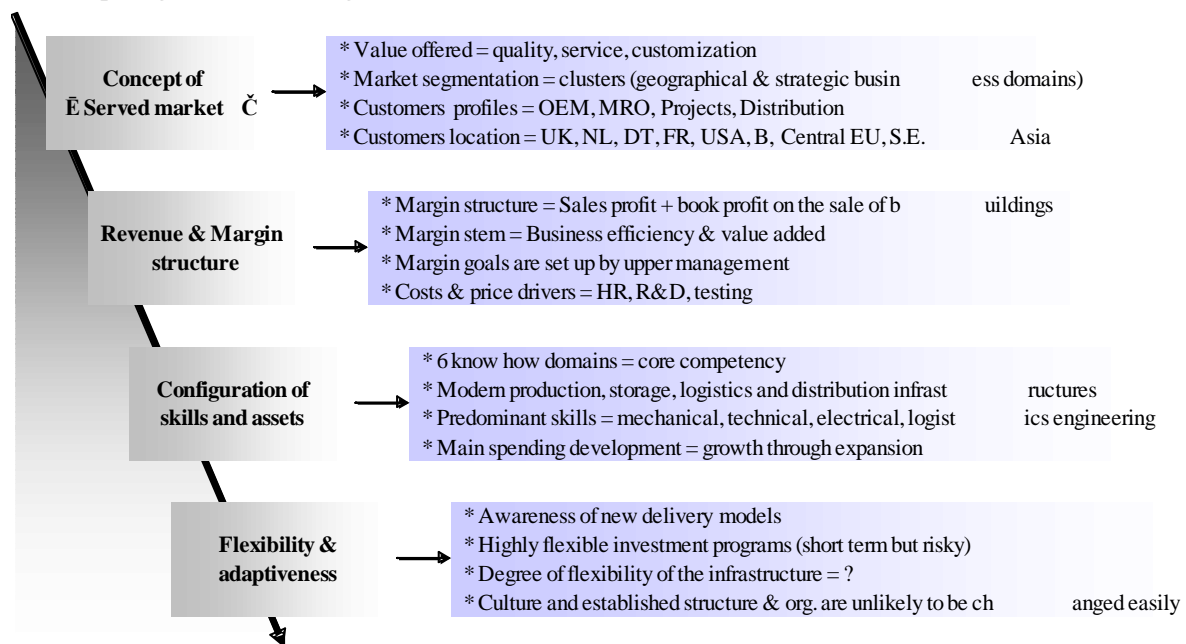 Concept of
Ē Served market Č
* Value offered = quality, service, customization
* Market segmentation = clusters (geographical & strategic busin ess domains)
* Customers profiles = OEM, MRO, Projects, Distribution
* Customers location = UK, NL, DT, FR, USA, B, Central EU, S.E. Asia
Revenue & Margin
structure
* Margin structure = Sales profit + book profit on the sale of b uildings
* Margin stem = Business efficiency & value added
* Margin goals are set up by upper management
* Costs & price drivers = HR, R&D, testing
Configuration of
skills and assets
* 6 know how domains = core competency
* Modern production, storage, logistics and distribution infrast ructures
* Predominant skills = mechanical, technical, electrical, logist ics engineering
* Main spending development = growth through expansion
Flexibility &
adaptiveness
* Awareness of new delivery models
* Highly flexible investment programs (short term but risky)
* Degree of flexibility of the infrastructure = ?
* Culture and established structure & org. are unlikely to be ch anged easily